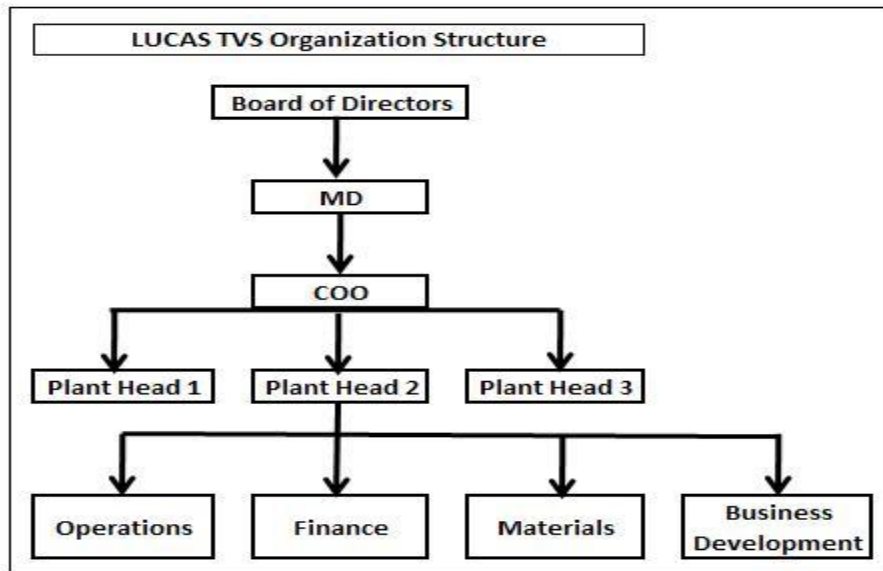 LUCAS TVS Organization Structure
Board of Directors
MD
COO
Plant Head 1
Plant Head 2
Plant Head 3
Operations
Finance
Materials
Business
Development